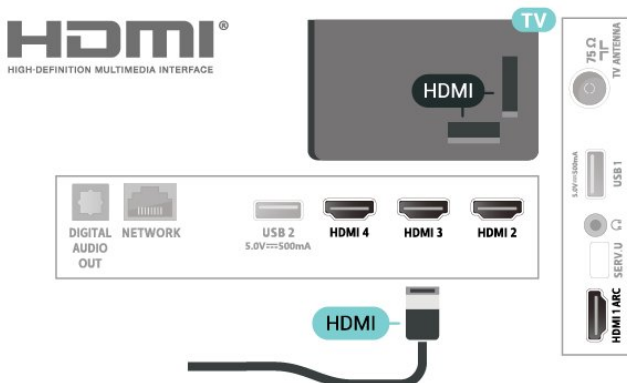 HDMI®
HIGH-DEFINITION MULTIMEDIA INTERFACE
TV
HDMI
75 Ω
TV ANTENNA
5.0V⎓500mA
USB 1
SERV.U
HDMI 1 ARC
DIGITAL
AUDIO
OUT
NETWORK
USB 2
5.0V⎓500mA
HDMI 4
HDMI 3
HDMI 2
HDMI